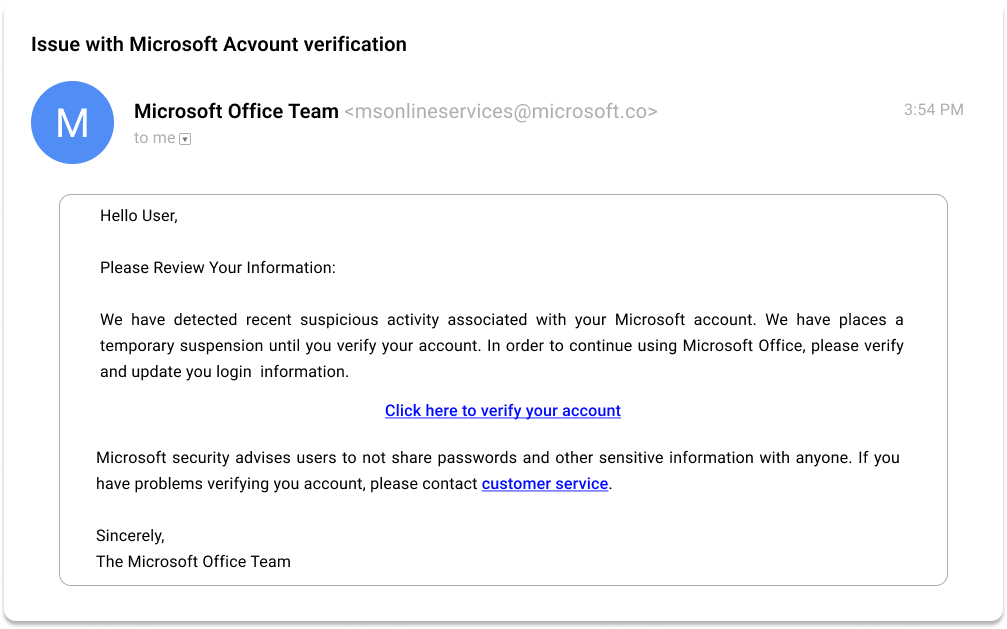 Issue with Microsoft Acvount verification
M
Microsoft Office Team <msonlineservices@microsoft.co>
3:54 PM
to me
Hello User,
Please Review Your Information:
We have detected recent suspicious activity associated with your Microsoft account. We have places a
temporary suspension until you verify your account. In order to continue using Microsoft Office, please verify
and update you login  information.
Click here to verify your account
Microsoft security advises users to not share passwords and other sensitive information with anyone. If you
have problems verifying you account, please contact customer service.
Sincerely,
The Microsoft Office Team